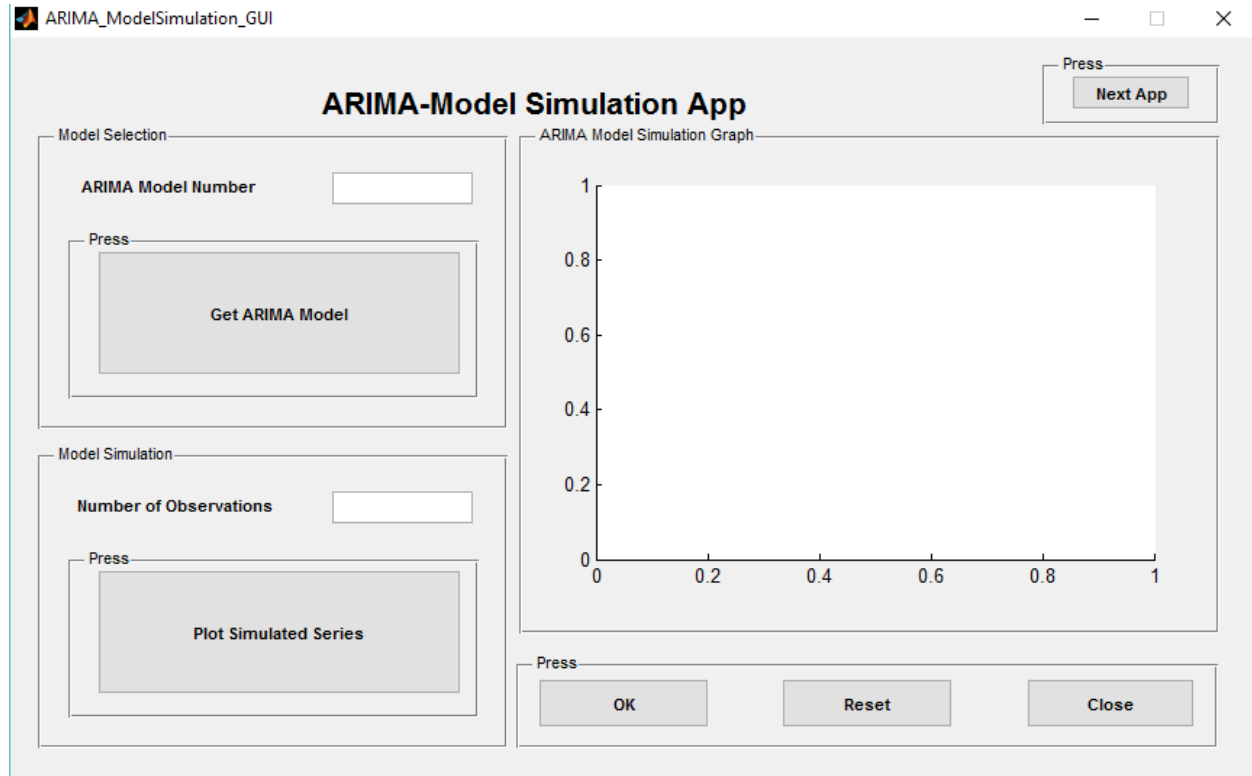 ARIMA_ModelSimulation_GUI
Press
Next App
ARIMA-Model Simulation App
Model Selection
ARIMA Model Number
Press
Get ARIMA Model
Model Simulation
Number of Observations
Press
Plot Simulated Series
ARIMA Model Simulation Graph
1
0.8
0.6
0.4
0.2
0
0 0.2 0.4 0.6 0.8 1
Press
OK Reset Close